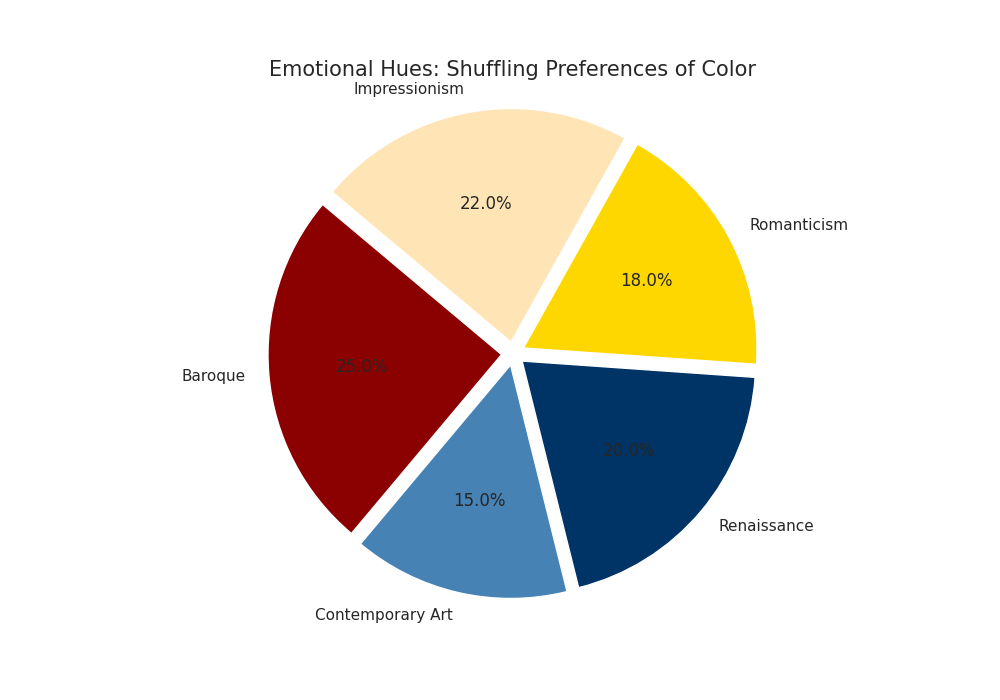 Emotional Hues: Shuffling Preferences of Color
Impressionism
22.0%
Romanticism
18.0%
Baroque
25.0%
Renaissance
20.0%
Contemporary Art
15.0%